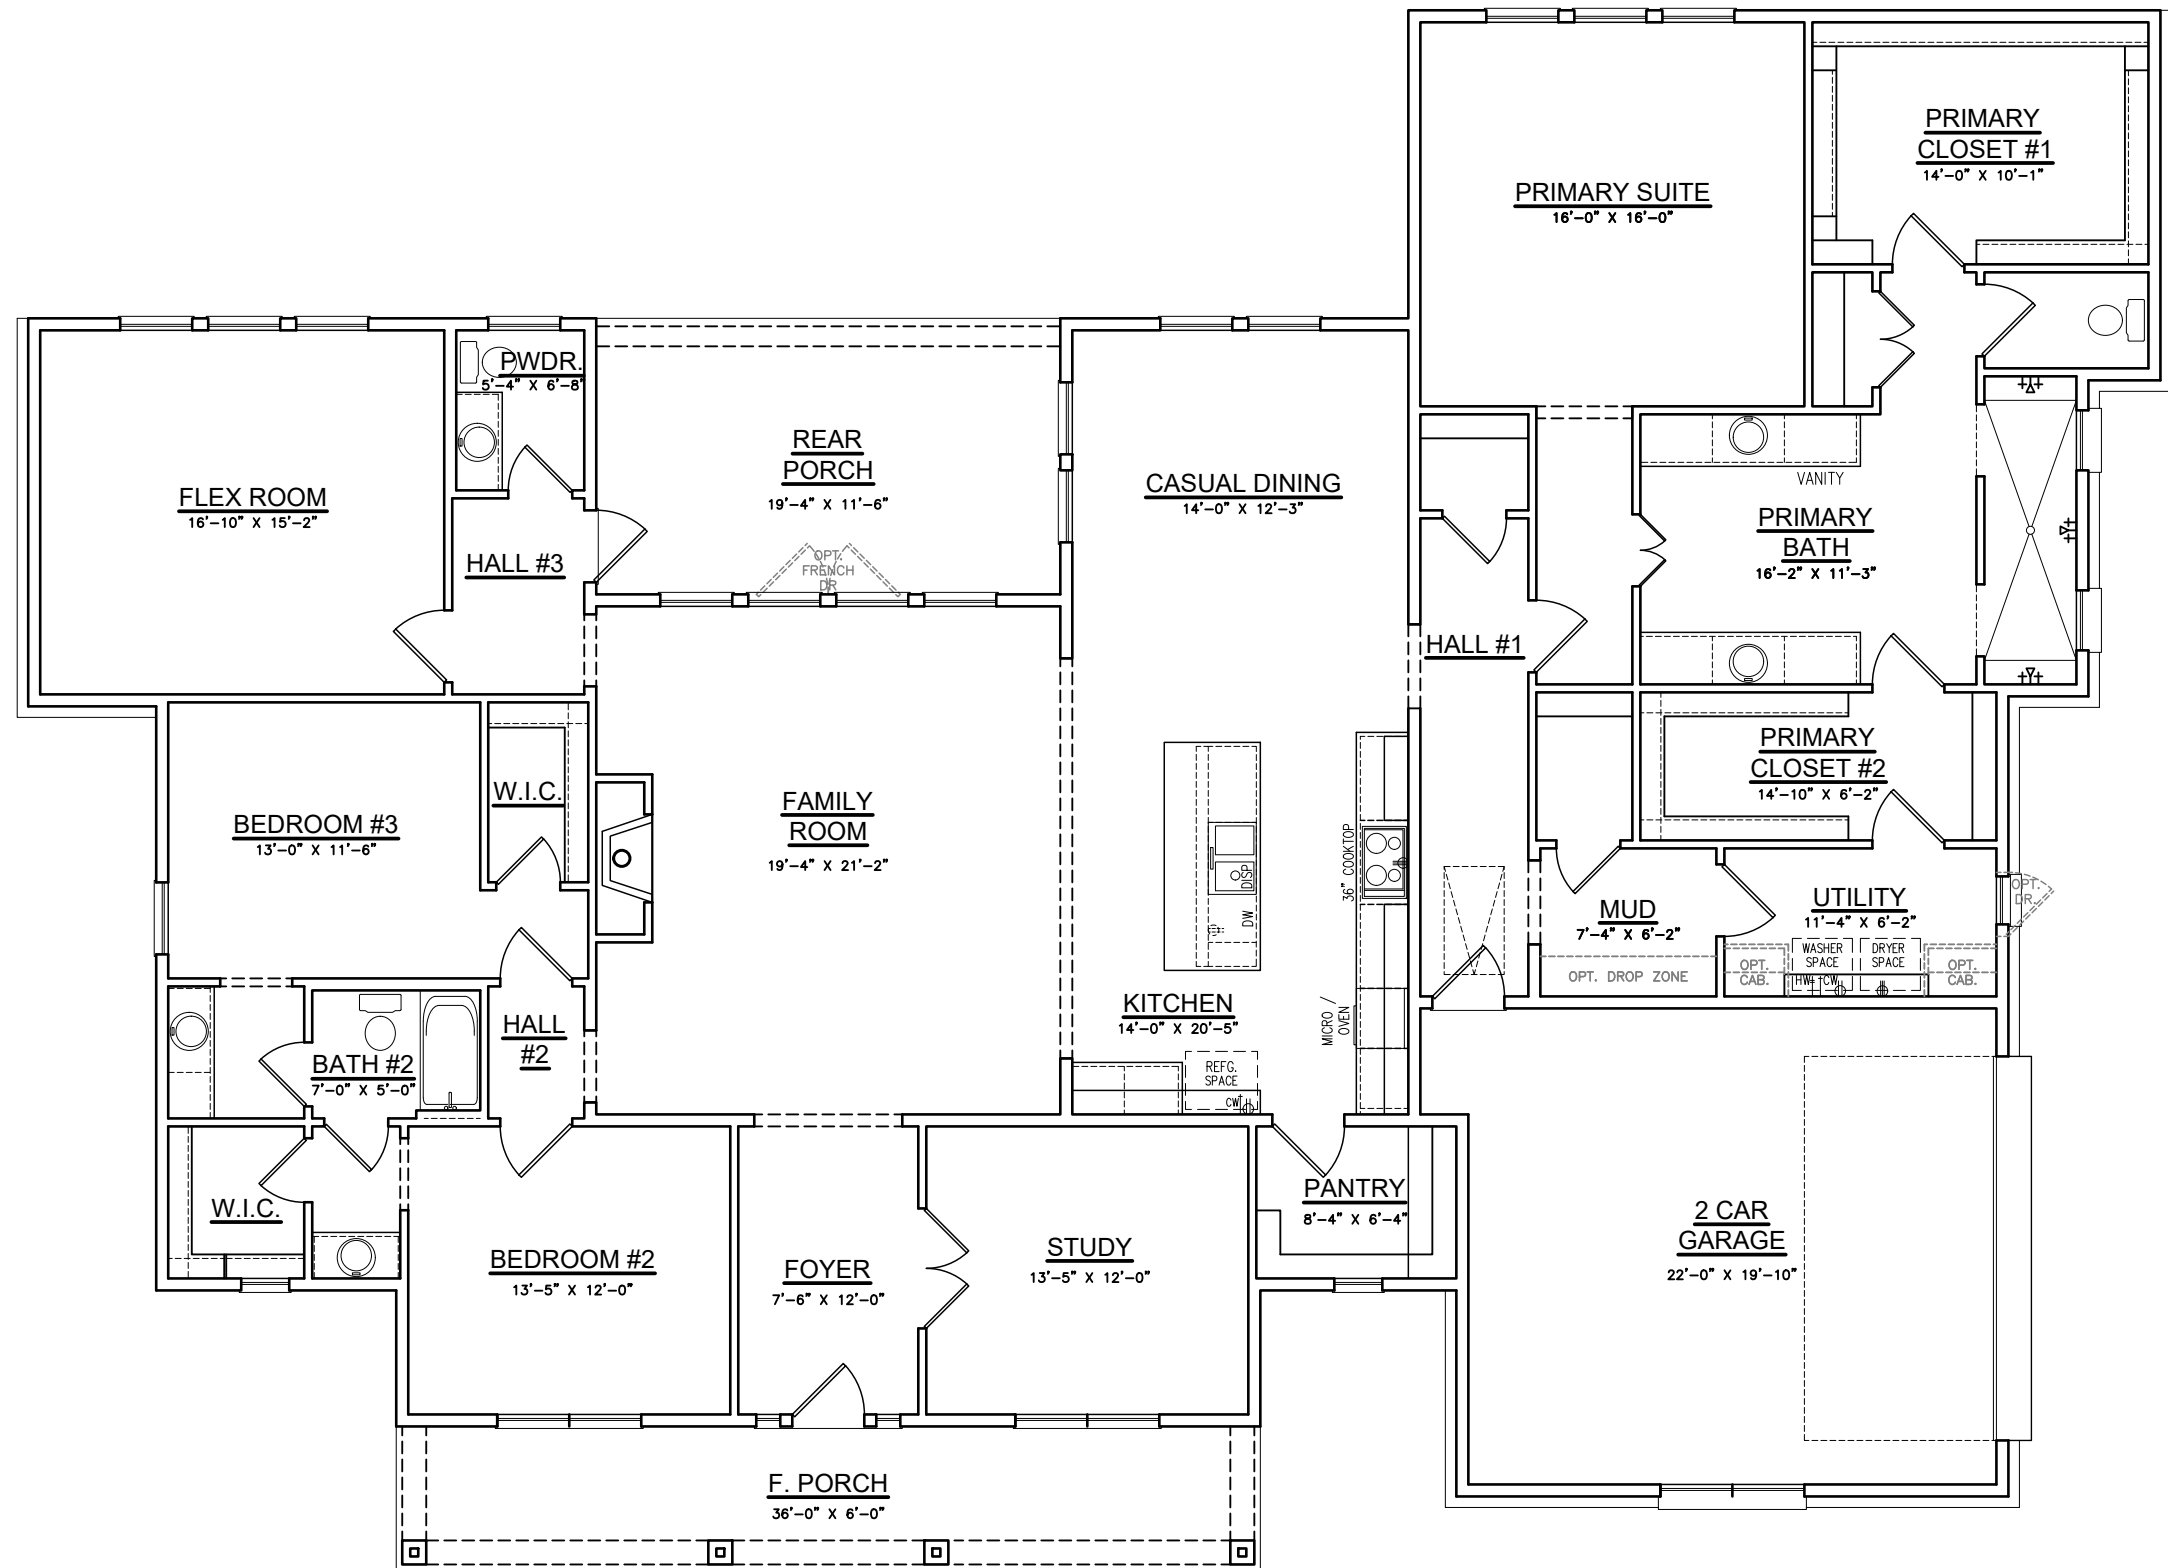 PRIMARY
CLOSET #1
14'-0" X 10'-1"
PRIMARY SUITE
16'-0" X 16'-0"
PWDR.
5'-4" X 6'-8"
REAR
PORCH
19'-4" X 11'-6"
CASUAL DINING
14'-0" X 12'-3"
VANITY
FLEX ROOM
16'-10" X 15'-2"
PRIMARY
BATH
16'-2" X 11'-3"
HALL #3
OPT.
FRENCH
DR
HALL #1
PRIMARY
CLOSET #2
14'-10" X 6'-2"
W.I.C.
FAMILY
ROOM
19'-4" X 21'-2"
BEDROOM #3
13'-0" X 11'-6"
36" COOKTOP
DISP
DW
MUD
7'-4" X 6'-2"
UTILITY
11'-4" X 6'-2"
OPT.
DR.
WASHER
SPACE
DRYER
SPACE
OPT. DROP ZONE
OPT.
CAB.
HW
CW
OPT.
CAB.
KITCHEN
14'-0" X 20'-5"
MICRO /
OVEN
HALL
#2
BATH #2
7'-0" X 5'-0"
REFG.
SPACE
CW
PANTRY
8'-4" X 6'-4"
W.I.C.
2 CAR
GARAGE
22'-0" X 19'-10"
BEDROOM #2
13'-5" X 12'-0"
FOYER
7'-6" X 12'-0"
STUDY
13'-5" X 12'-0"
F. PORCH
36'-0" X 6'-0"